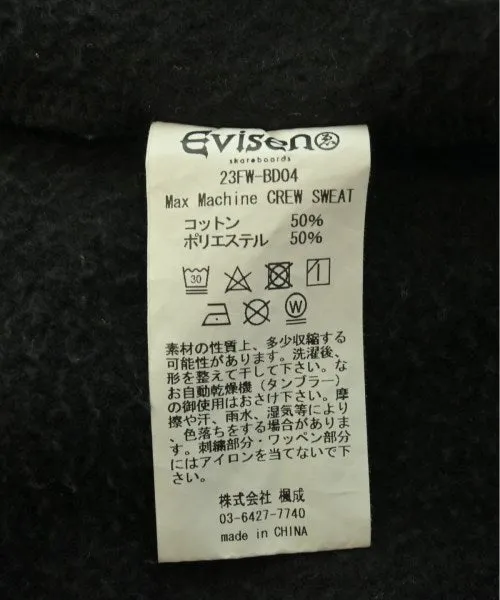 Evisen ゑ
skateboards
23FW-BD04
Max Machine CREW SWEAT
コットン 50%
ポリエステル 50%
30
W
素材の性質上、多少収縮する
可能性があります。洗濯後、
形を整えて干して下さい。な
お自動乾燥機（タンブラー）
の御使用はおさけ下さい。摩
擦や汗、雨水、湿気等により
、色落ちをする場合がありま
す。刺繍部分・ワッペン部分
にはアイロンを当てないで下
さい。
株式会社 楓成
03-6427-7740
made in CHINA